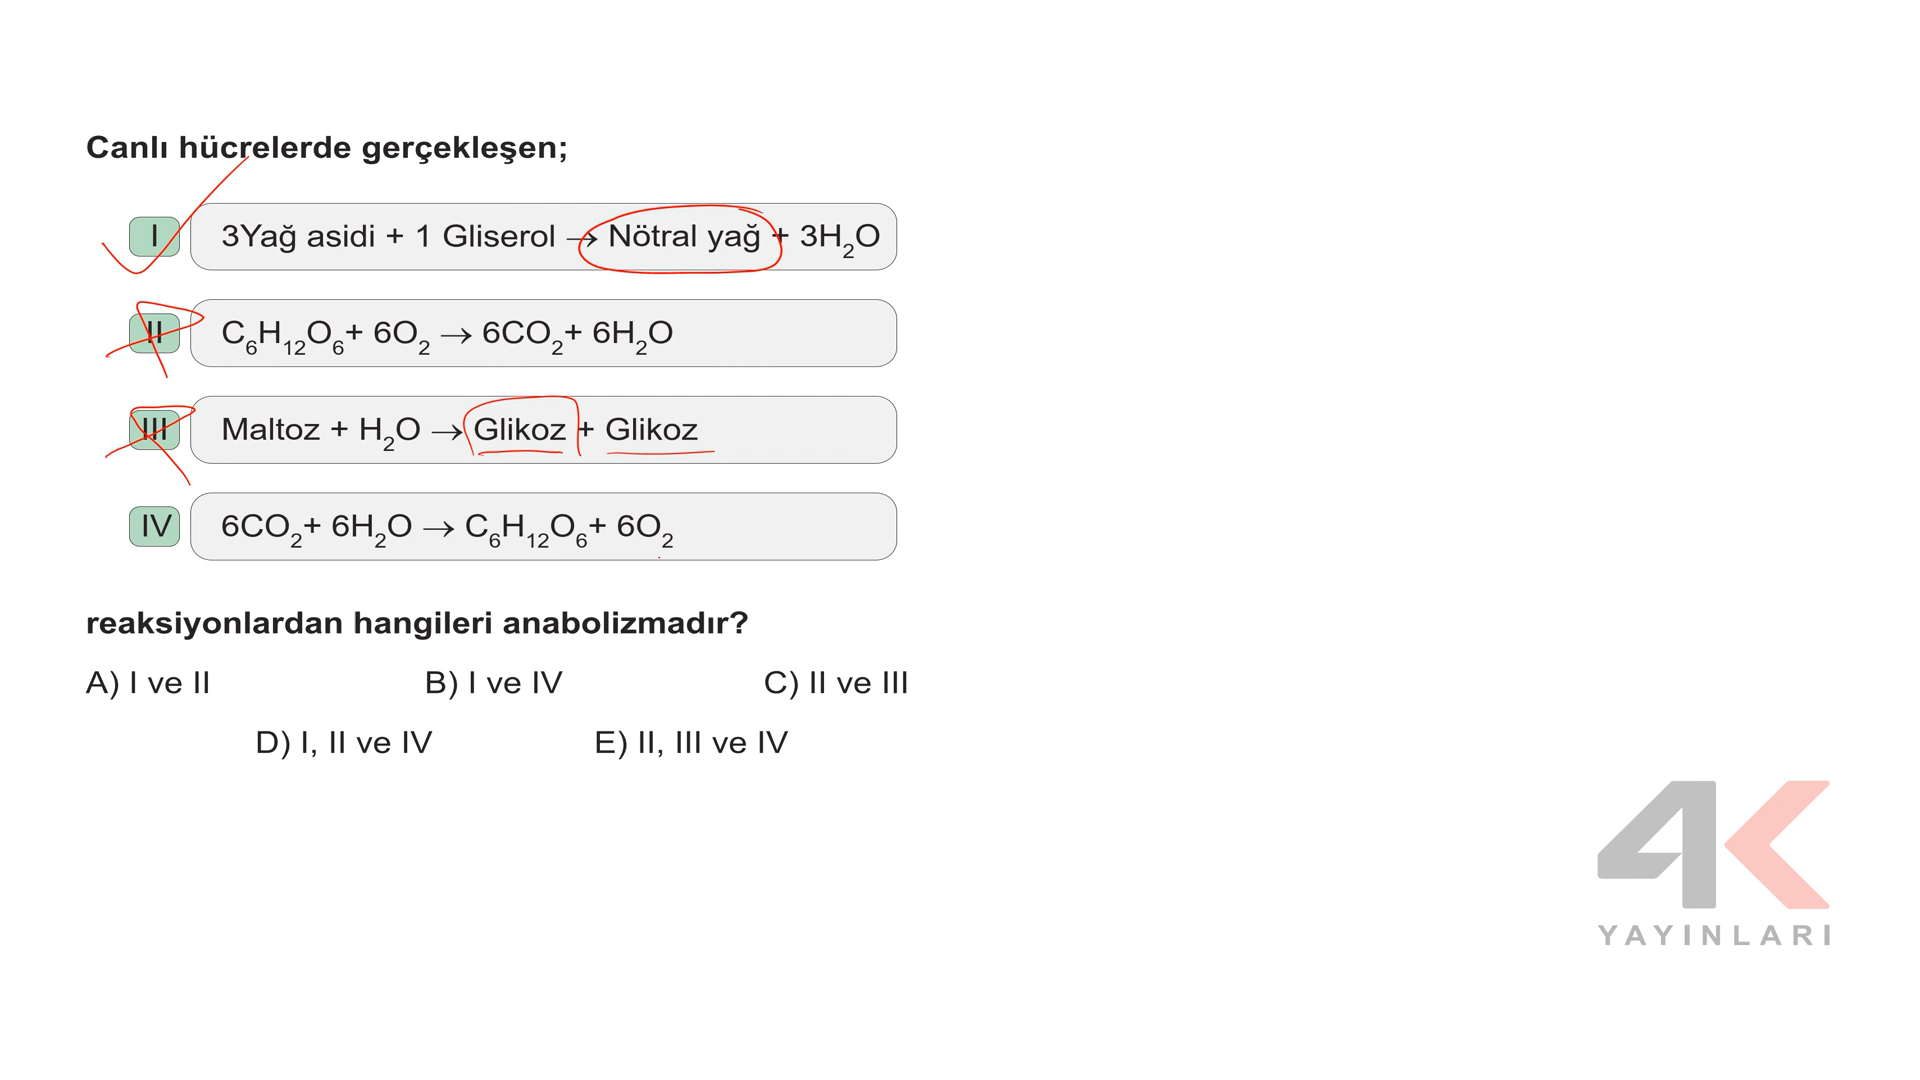 Canlı hücrelerde gerçekleşen;
I 3Yağ asidi + 1 Gliserol → Nötral yağ + 3H₂O
II C₆H₁₂O₆+ 6O₂ → 6CO₂+ 6H₂O
III Maltoz + H₂O → Glikoz + Glikoz
IV 6CO₂+ 6H₂O → C₆H₁₂O₆+ 6O₂
reaksiyonlardan hangileri anabolizmadır?
A) I ve II B) I ve IV C) II ve III
D) I, II ve IV E) II, III ve IV
4K
YAYINLARI